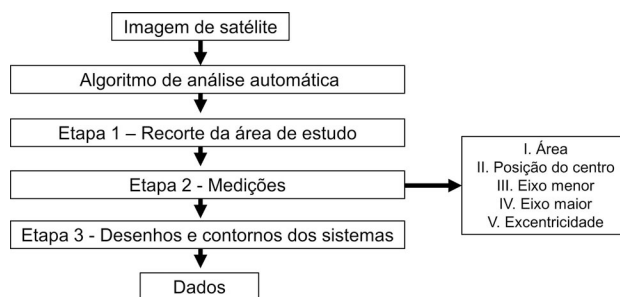 Imagem de satélite
Algoritmo de análise automática
Etapa 1 – Recorte da área de estudo
Etapa 2 - Medições
I. Área
II. Posição do centro
III. Eixo menor
IV. Eixo maior
V. Excentricidade
Etapa 3 - Desenhos e contornos dos sistemas
Dados